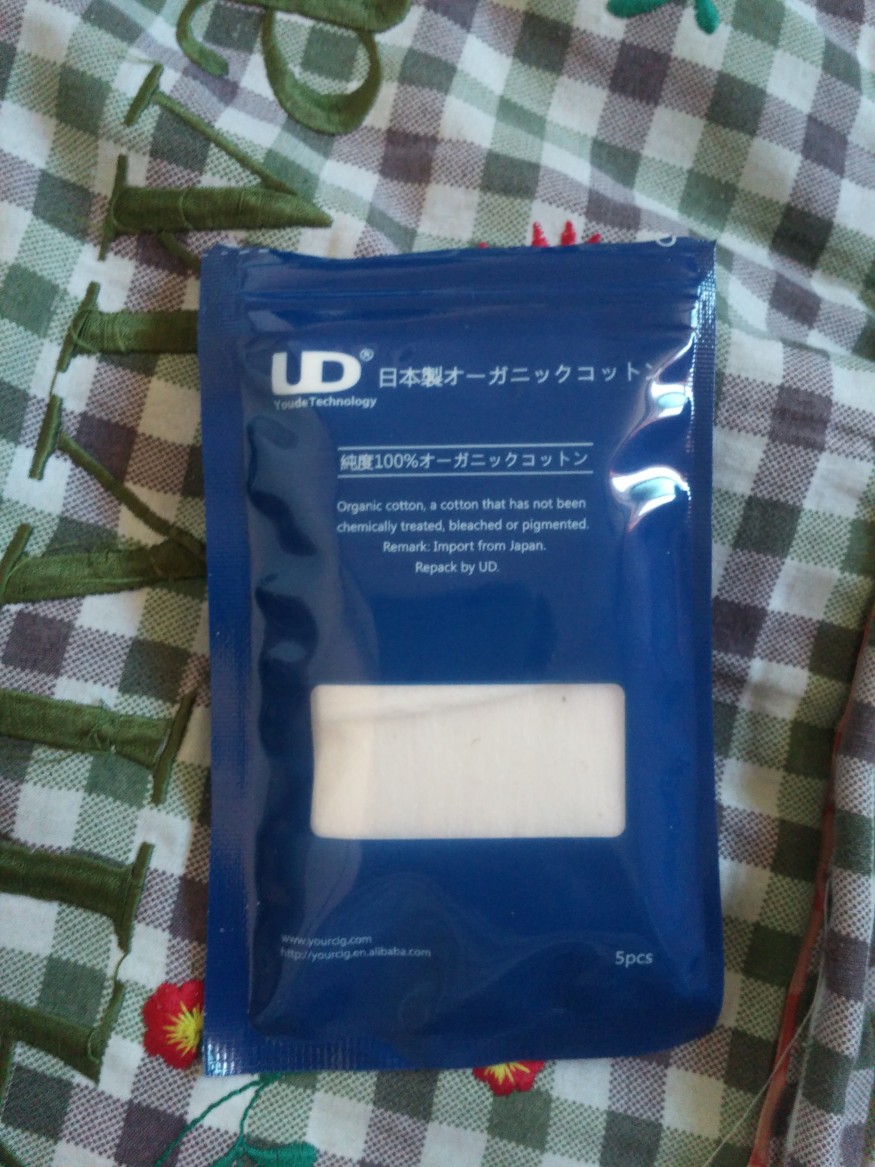 UD®
YoudeTechnology
日本製オーガニックコットン
純度100%オーガニックコットン
Organic cotton, a cotton that has not been
chemically treated, bleached or pigmented.
Remark: Import from Japan.
Repack by UD.
www.yourcig.com
http://yourcig.en.alibaba.com
5pcs